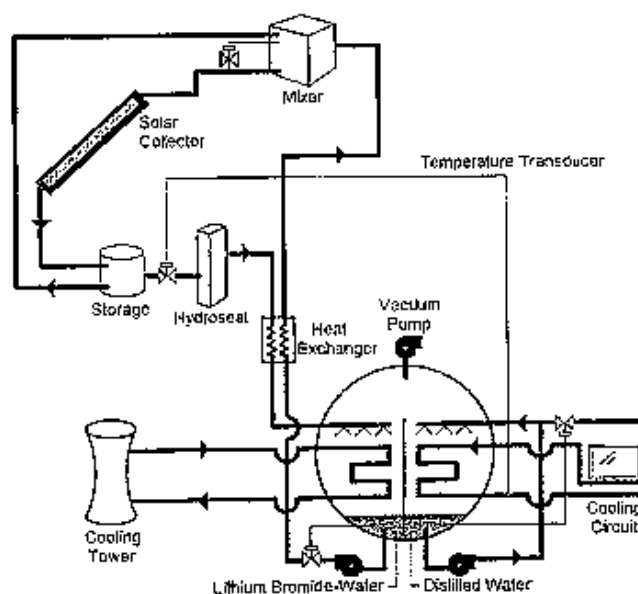 Mixer
Solar
Collector
Temperature Transducer
Storage
Hydroseal
Heat
Exchanger
Vacuum
Pump
Cooling
Tower
Cooling
Circuit
Lithium Bromide-Water
Distilled Water